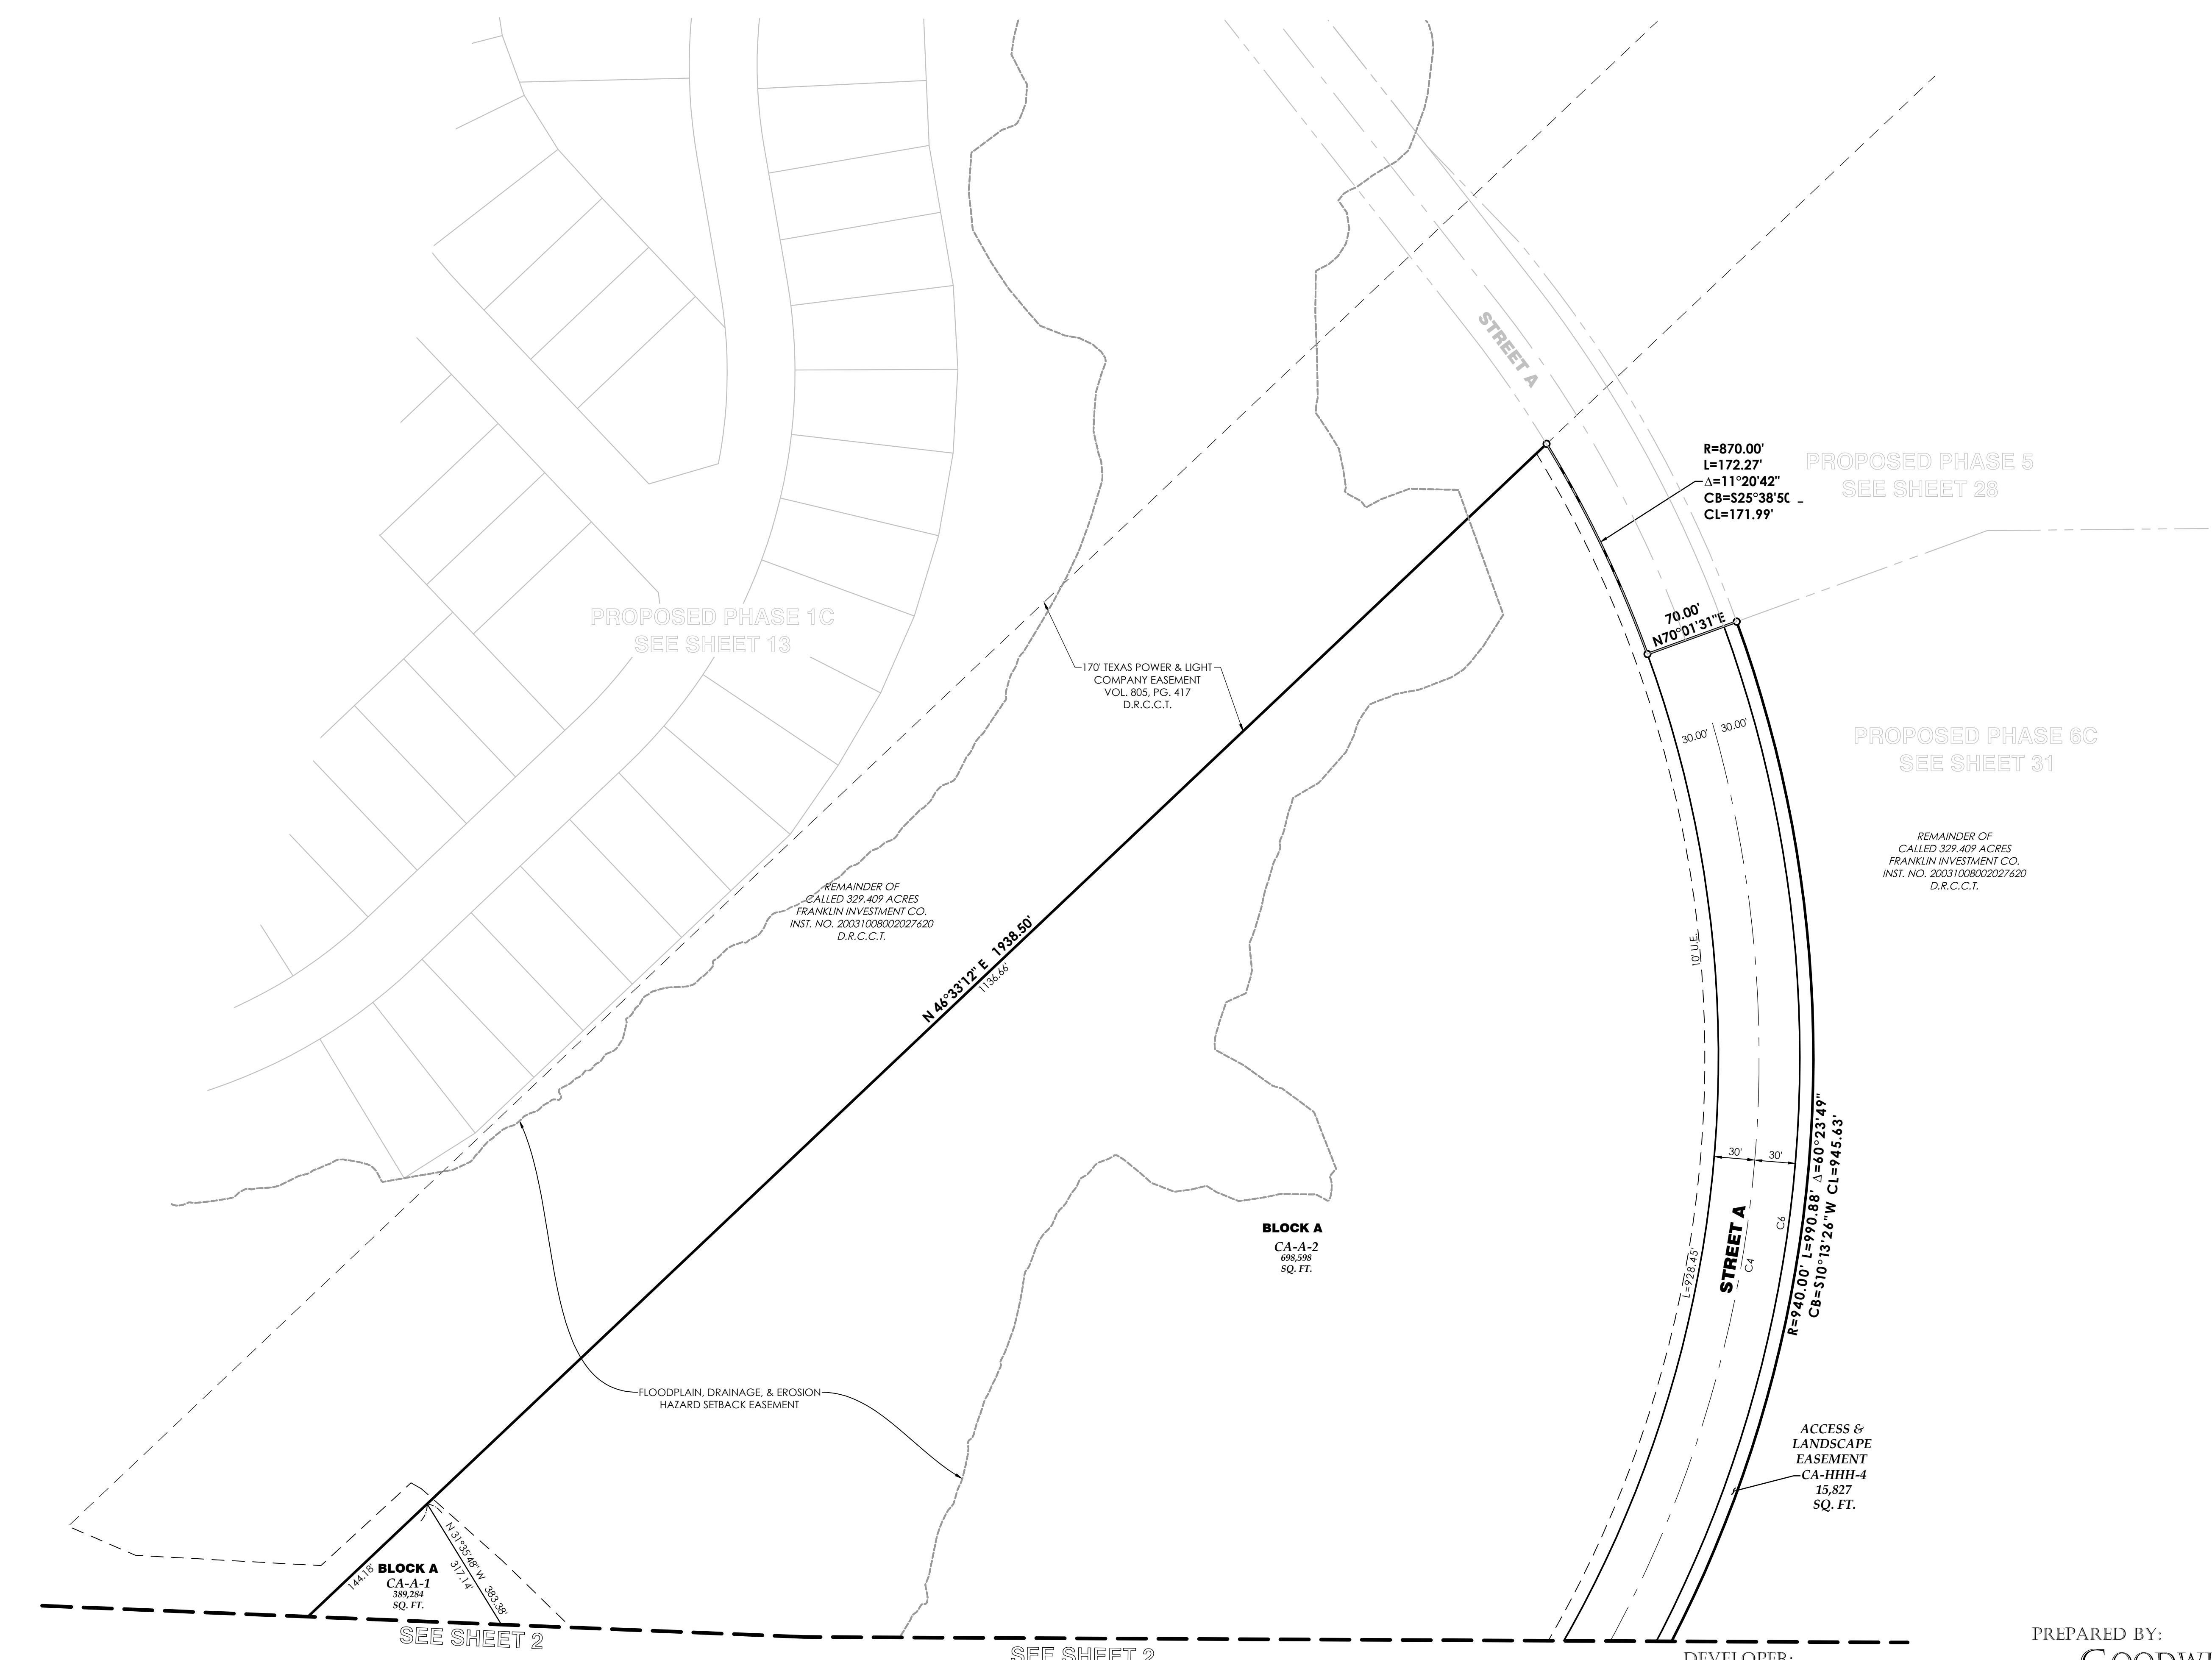 STREET A
R=870.00'
L=172.27'
Δ=11°20'42"
CB=S25°38'50
CL=171.99'
PROPOSED PHASE 5
SEE SHEET 28
70.00'
N70°01'31"E
PROPOSED PHASE 1C
SEE SHEET 13
170' TEXAS POWER & LIGHT
COMPANY EASEMENT
VOL. 805, PG. 417
D.R.C.C.T.
30.00'
30.00'
PROPOSED PHASE 6C
SEE SHEET 31
REMAINDER OF
CALLED 329.409 ACRES
FRANKLIN INVESTMENT CO.
INST. NO. 20031008002027620
D.R.C.C.T.
REMAINDER OF
CALLED 329.409 ACRES
FRANKLIN INVESTMENT CO.
INST. NO. 20031008002027620
D.R.C.C.T.
N 46°33'12" E 1938.50'
1136.66'
10' U.E.
30'
30'
BLOCK A
CA-A-2
698,598
SQ. FT.
L=928.45'
STREET A
C4
C6
R=940.00' L=990.88' Δ=60°23'49"
CB=S10°13'26"W CL=945.63'
FLOODPLAIN, DRAINAGE, & EROSION
HAZARD SETBACK EASEMENT
ACCESS &
LANDSCAPE
EASEMENT
CA-HHH-4
15,827
SQ. FT.
144.18'
BLOCK A
CA-A-1
389,284
SQ. FT.
N 31°35'48" W 383.38'
317.14'
SEE SHEET 2
SEE SHEET 2
DEVELOPER:
PREPARED BY: